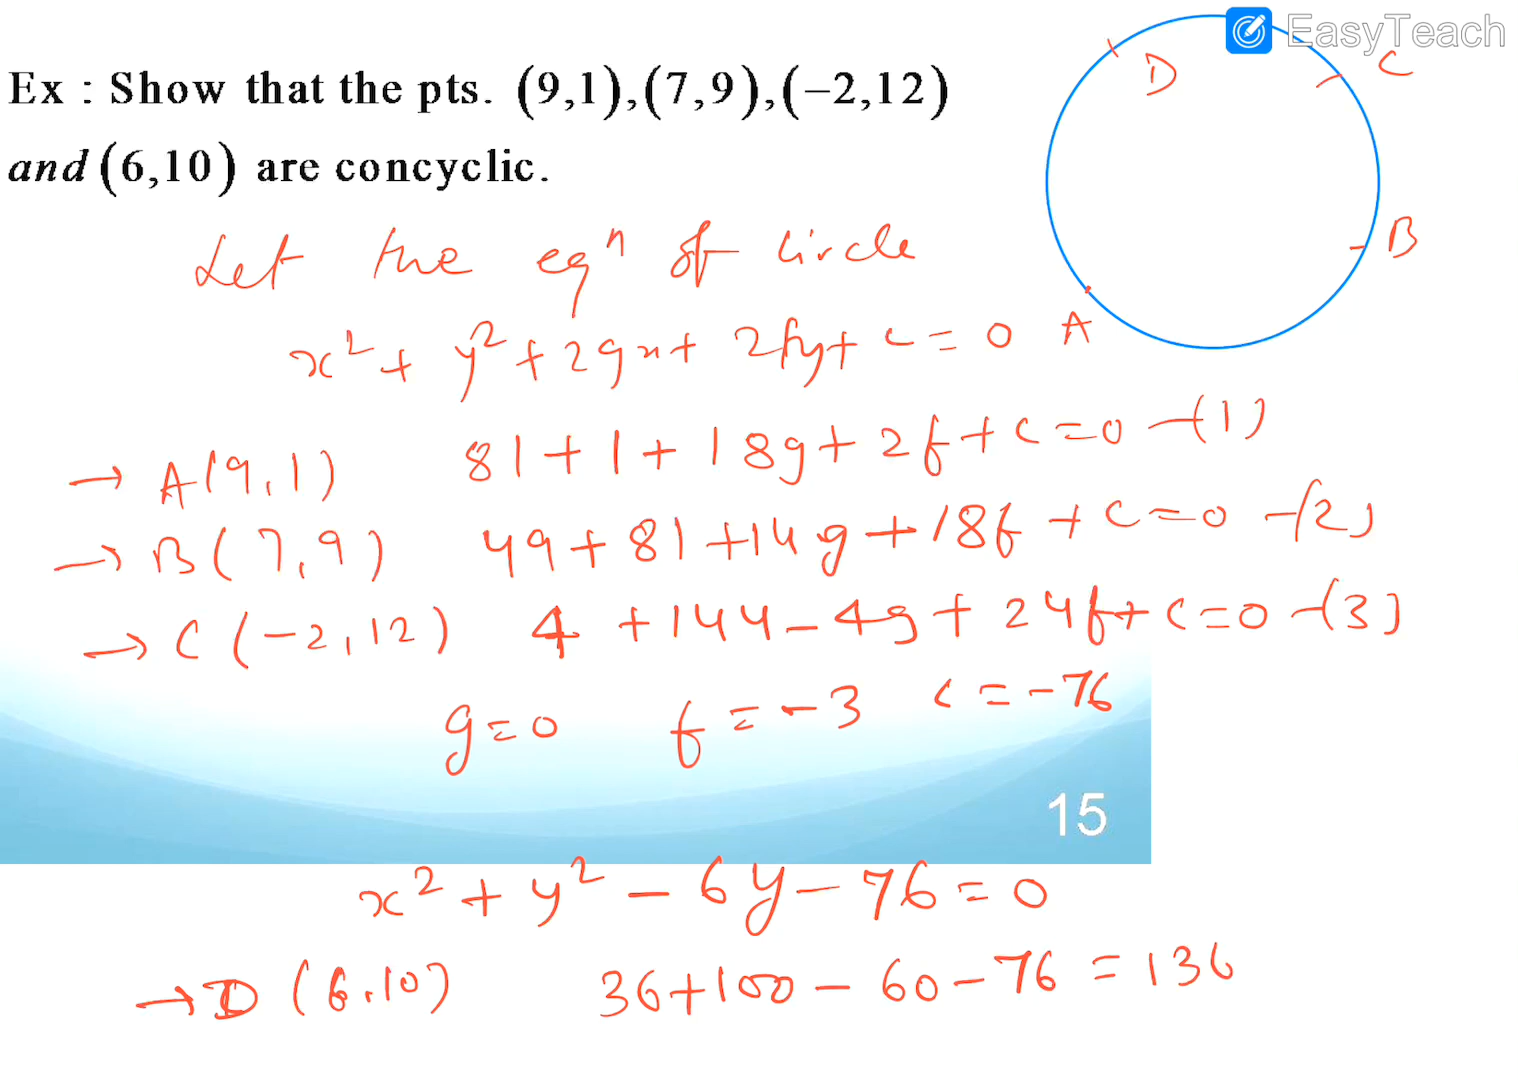 EasyTeach
Ex : Show that the pts. (9,1),(7,9),(−2,12)
and (6,10) are concyclic.
D
C
B
A
Let the eqⁿ of circle
x² + y² + 2gx + 2fy + c = 0
→ A(9,1) 81 + 1 + 18g + 2f + c = 0 -(1)
→ B(7,9) 49 + 81 + 14g + 18f + c = 0 -(2)
→ C(-2,12) 4 + 144 - 4g + 24f + c = 0 -(3)
g = 0 f = -3 c = -76
15
x² + y² - 6y - 76 = 0
→ D (6,10) 36 + 100 - 60 - 76 = 136